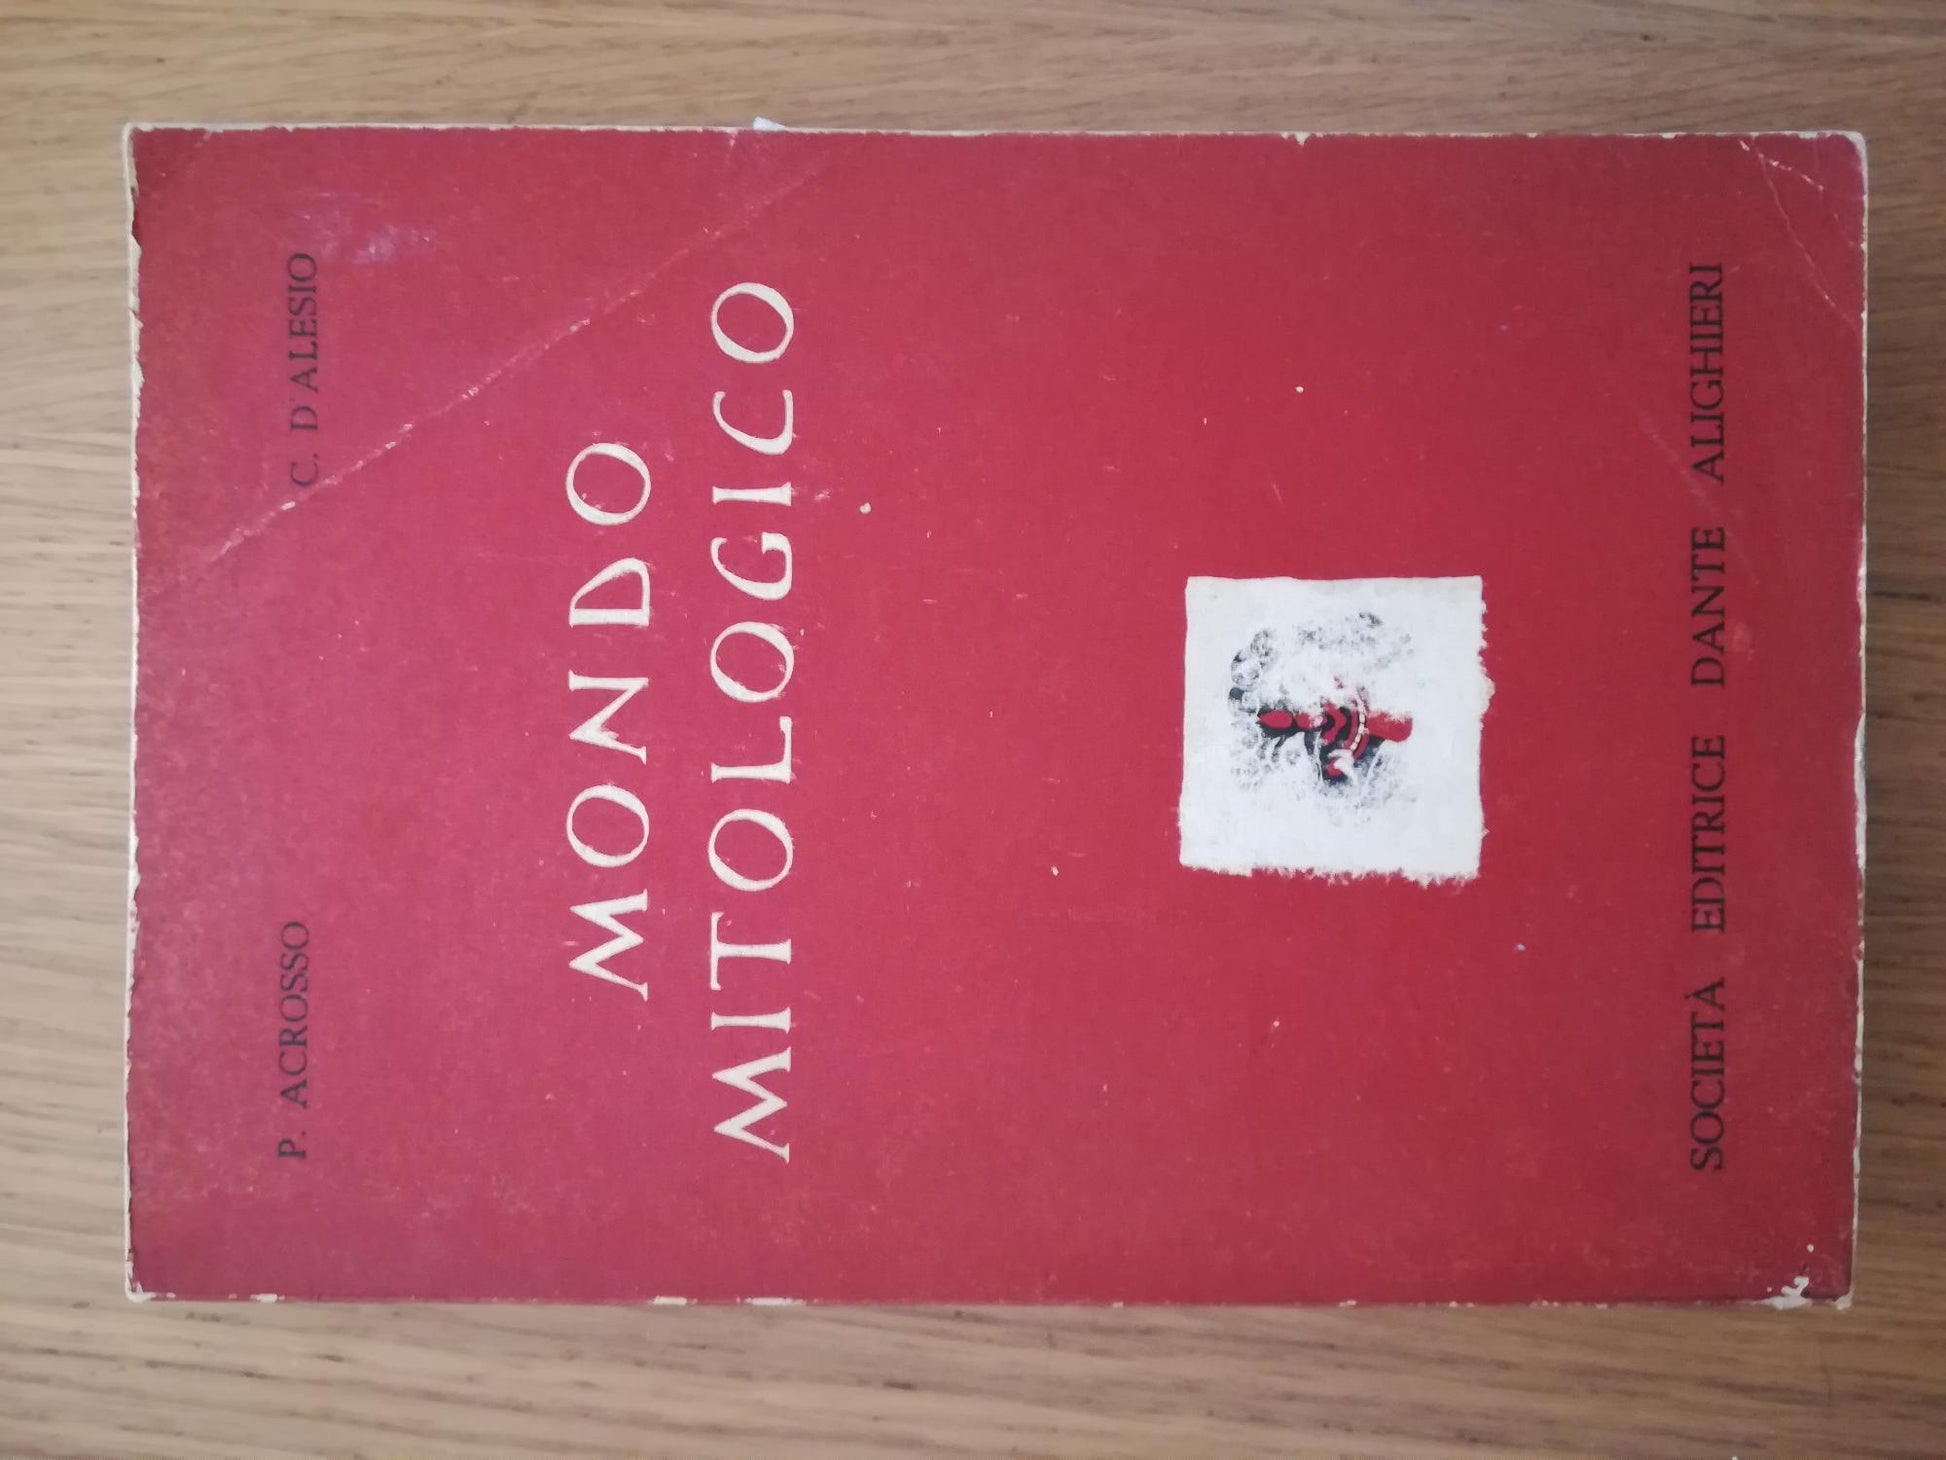 P. ACROSSO C. D'ALESIO
MONDO
MITOLOGICO
SOCIETÀ EDITRICE DANTE ALIGHIERI